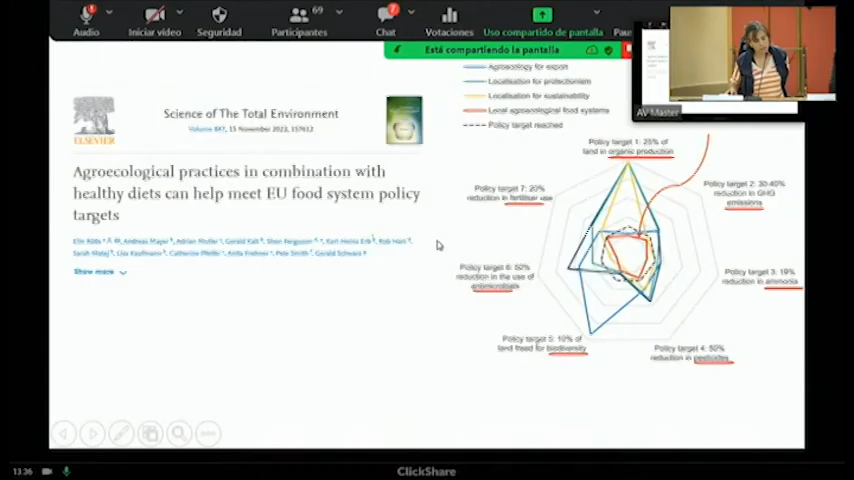 Audio
Iniciar vídeo
Seguridad
69
Participantes
7
Chat
Votaciones
Uso compartido de pantalla
Está compartiendo la pantalla
AV Master
ELSEVIER
Science of The Total Environment
15 November 2023, 157612
Agroecological practices in combination with
healthy diets can help meet EU food system policy
targets
Show more
Agroecology for export
Localisation for protectionism
Localisation for sustainability
Local agroecological food systems
Policy target reached
Policy target 1: 25% of
land in organic production
Policy target 2: 30-40%
reduction in GHG
emissions
Policy target 3: 19%
reduction in ammonia
Policy target 4: 50%
reduction in pesticides
Policy target 5: 10% of
land freed for biodiversity
Policy target 6: 50%
reduction in the use of
antimicrobials
Policy target 7: 20%
reduction in fertiliser use
13:36
ClickShare